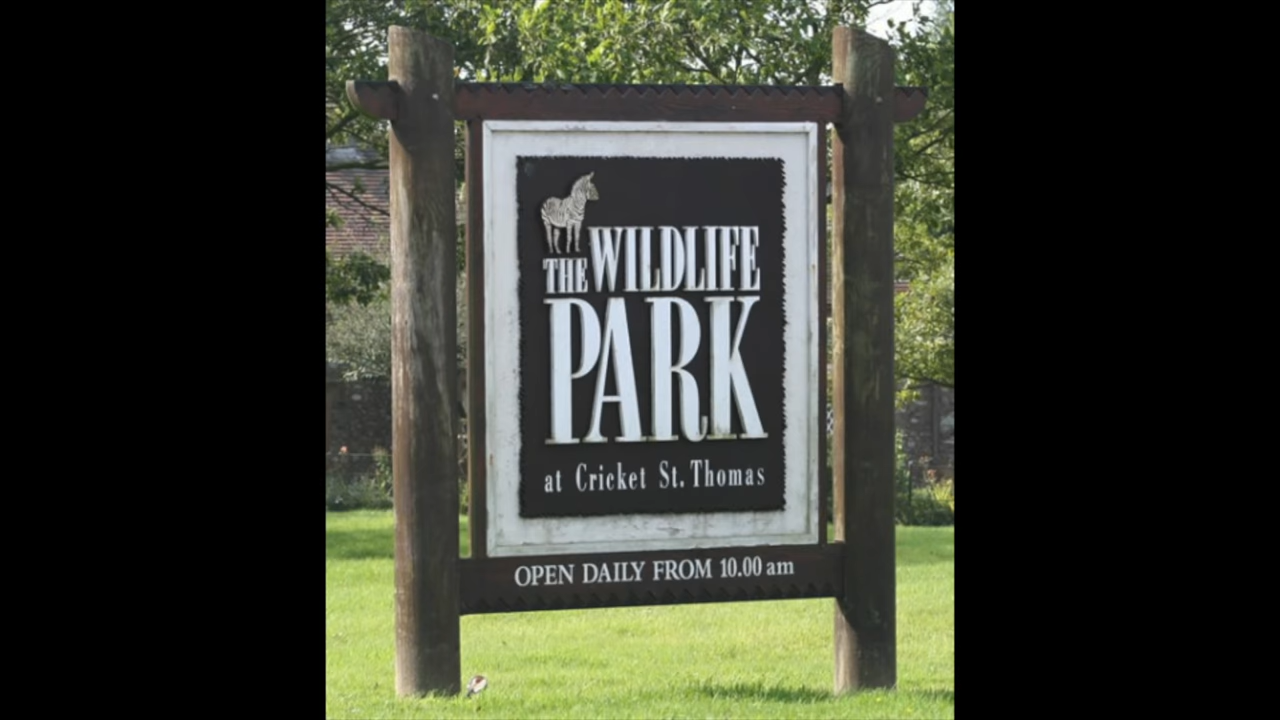 THE WILDLIFE
PARK
at Cricket St. Thomas
OPEN DAILY FROM 10.00 am